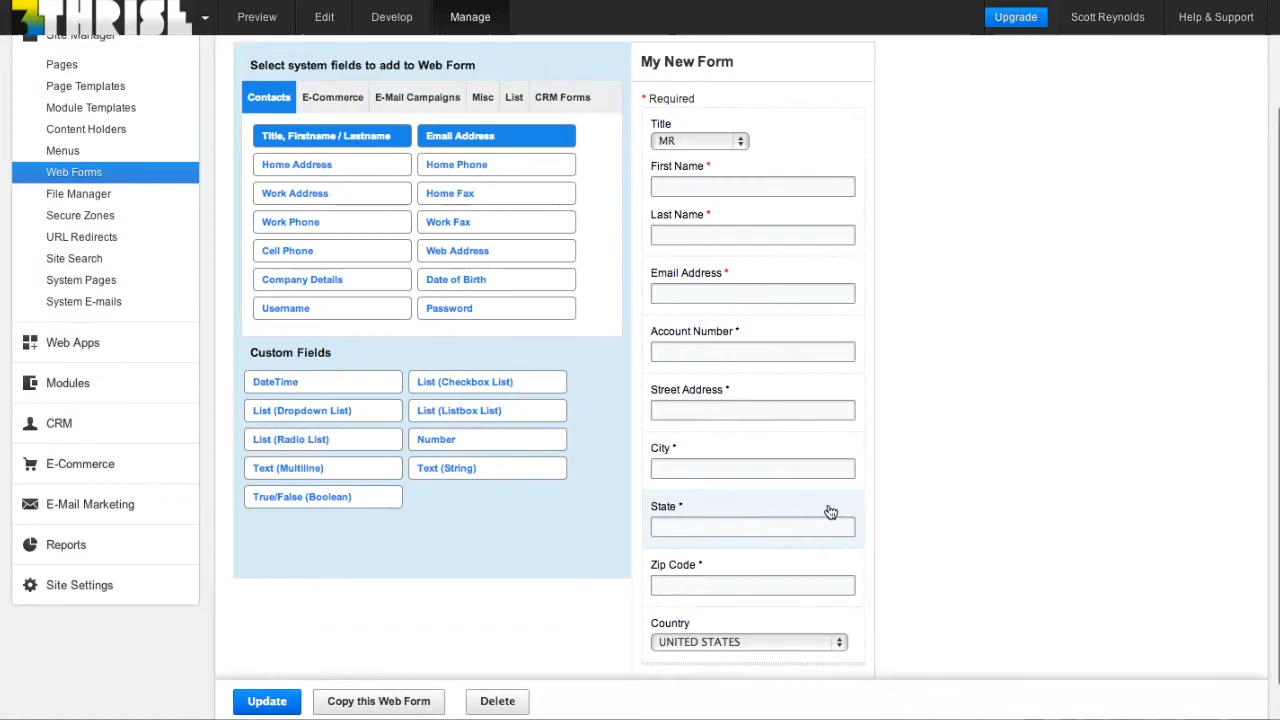 3THRISE
Preview
Edit
Develop
Manage
Upgrade
Scott Reynolds
Help & Support
Site Manager
Pages
Page Templates
Module Templates
Content Holders
Menus
Web Forms
File Manager
Secure Zones
URL Redirects
Site Search
System Pages
System E-mails
Web Apps
Modules
CRM
E-Commerce
E-Mail Marketing
Reports
Site Settings
Select system fields to add to Web Form
Contacts
E-Commerce
E-Mail Campaigns
Misc
List
CRM Forms
Title, Firstname / Lastname
Email Address
Home Address
Home Phone
Work Address
Home Fax
Work Phone
Work Fax
Cell Phone
Web Address
Company Details
Date of Birth
Username
Password
Custom Fields
DateTime
List (Checkbox List)
List (Dropdown List)
List (Listbox List)
List (Radio List)
Number
Text (Multiline)
Text (String)
True/False (Boolean)
My New Form
* Required
Title
MR
First Name *
Last Name *
Email Address *
Account Number *
Street Address *
City *
State *
Zip Code *
Country
UNITED STATES
Update
Copy this Web Form
Delete